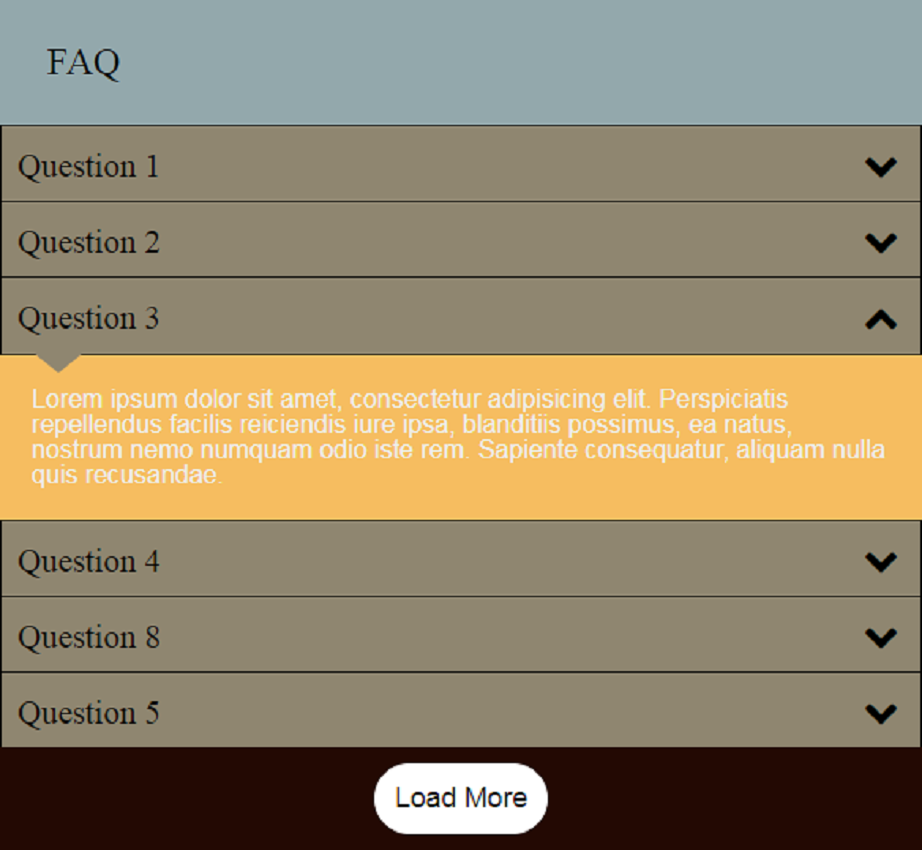 FAQ
Question 1
Question 2
Question 3
Lorem ipsum dolor sit amet, consectetur adipisicing elit. Perspiciatis
repellendus facilis reiciendis iure ipsa, blanditiis possimus, ea natus,
nostrum nemo numquam odio iste rem. Sapiente consequatur, aliquam nulla
quis recusandae.
Question 4
Question 8
Question 5
Load More